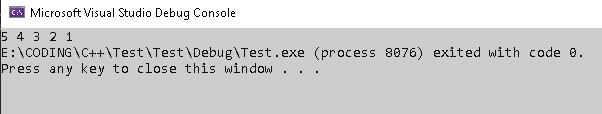 Microsoft Visual Studio Debug Console
5 4 3 2 1
E:\CODING\C++\Test\Test\Debug\Test.exe (process 8076) exited with code 0.
Press any key to close this window . . .